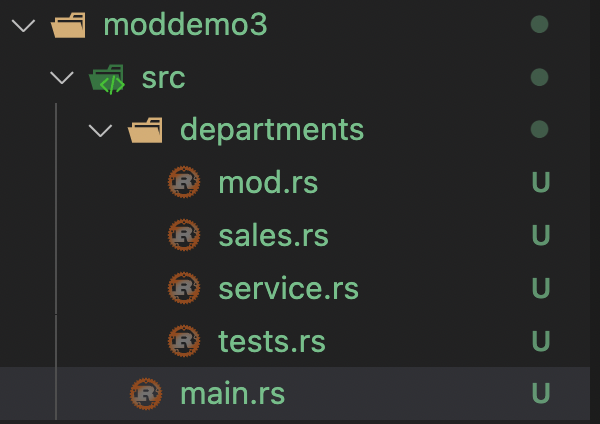 moddemo3
src
departments
mod.rs U
sales.rs U
service.rs U
tests.rs U
main.rs U